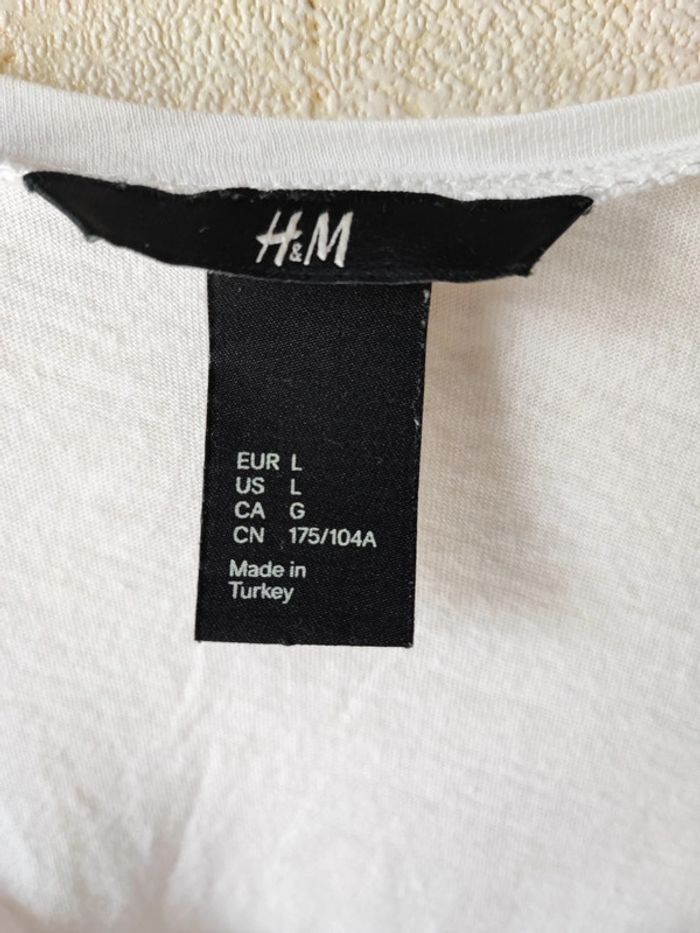 H&M
EUR L
US L
CA G
CN 175/104A
Made in
Turkey